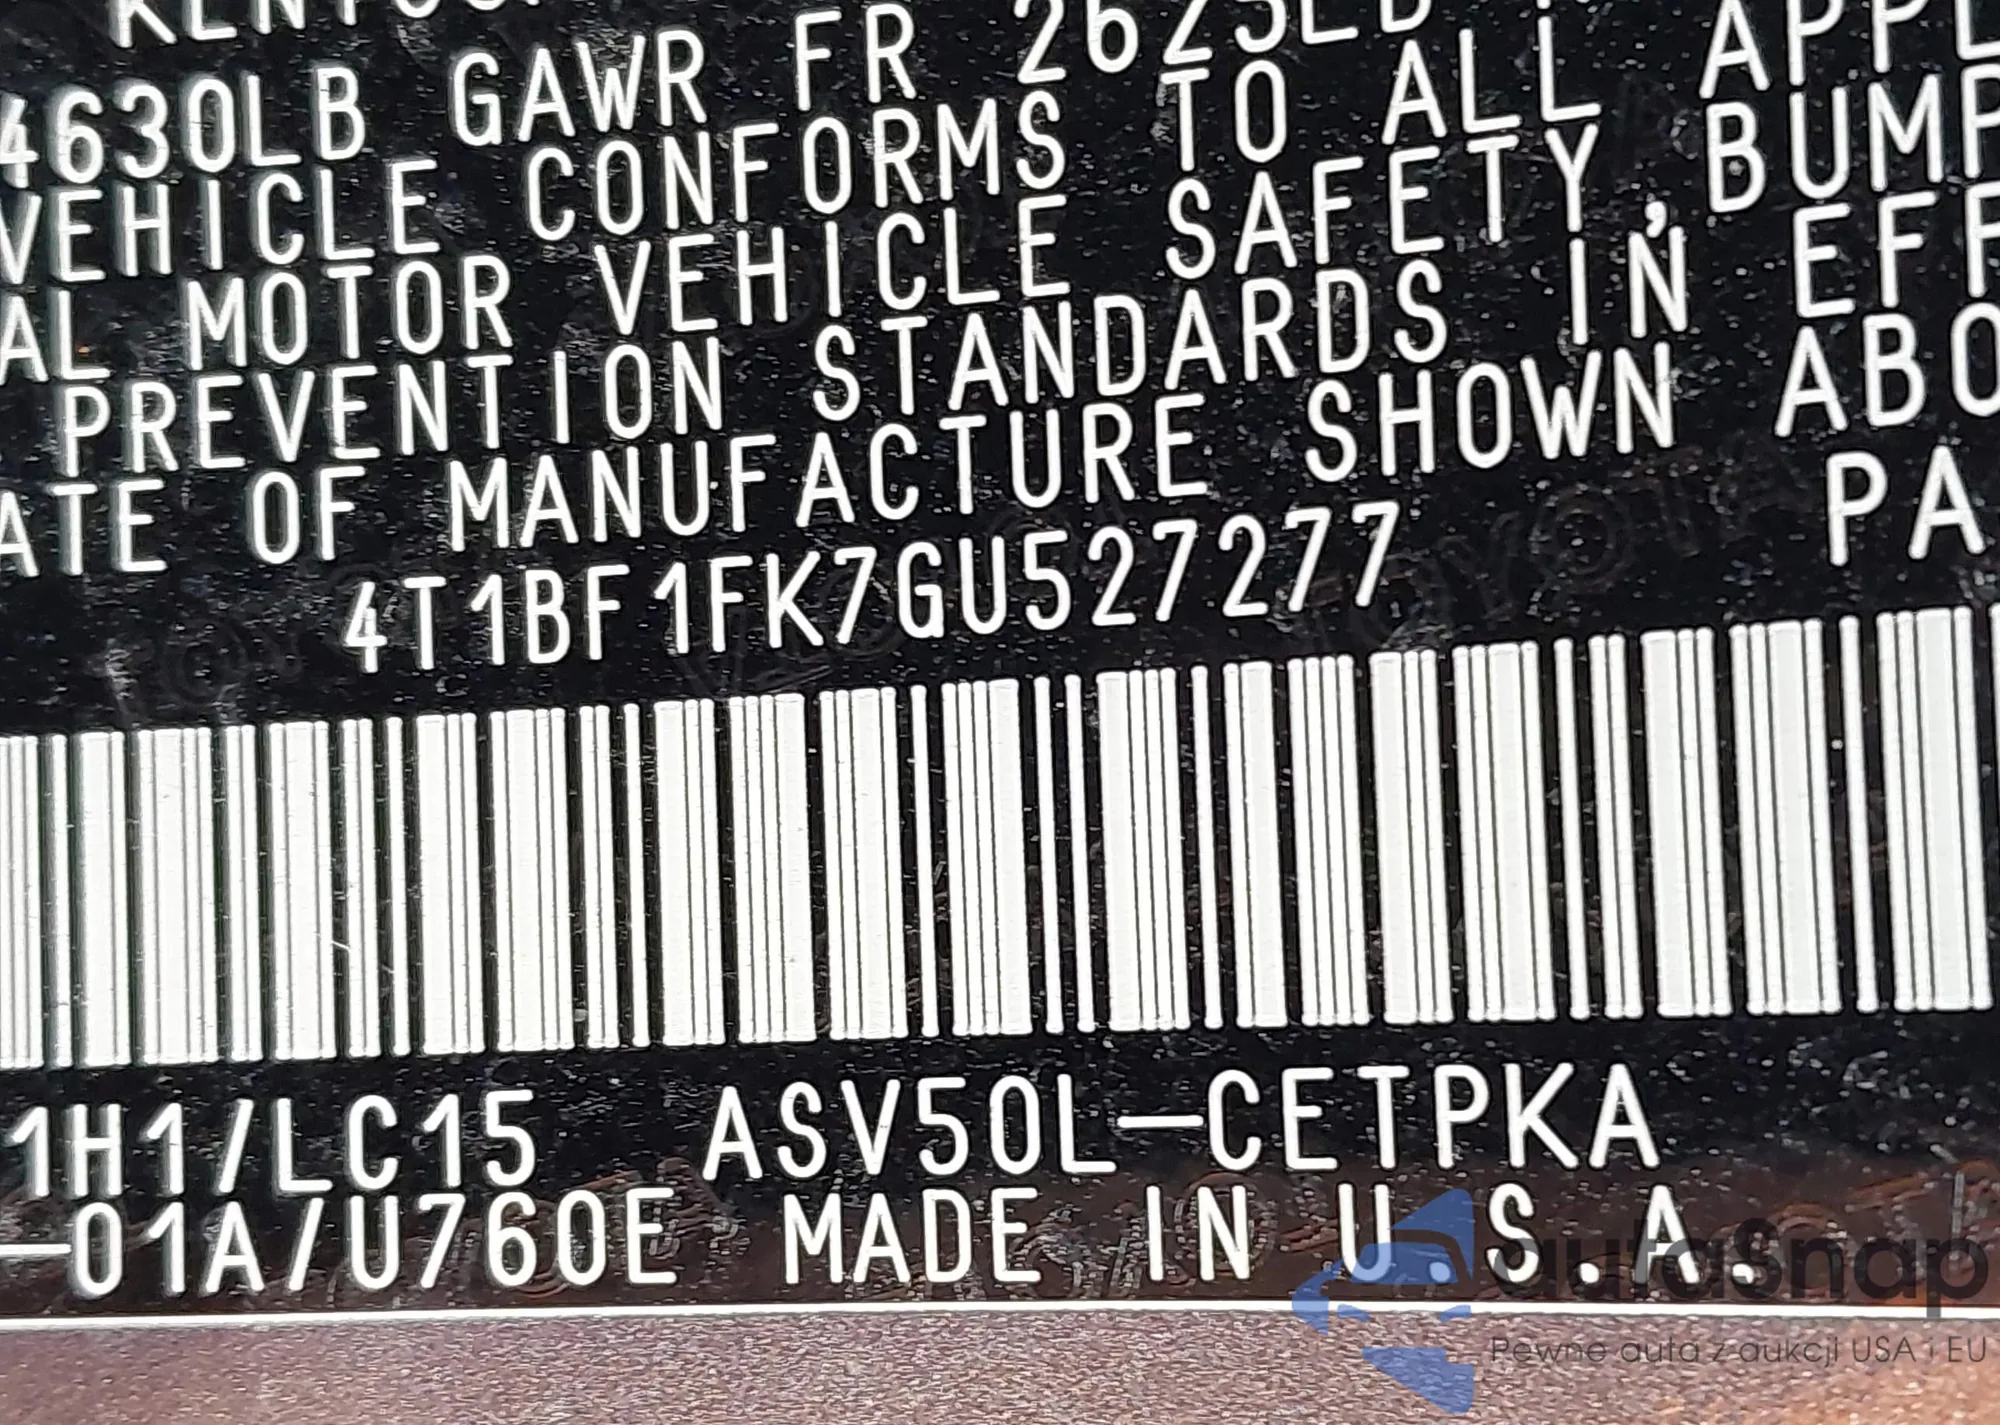 4630LB GAWR FR 2625LB
VEHICLE CONFORMS TO ALL APPL
AL MOTOR VEHICLE SAFETY, BUMP
PREVENTION STANDARDS IN EFF
ATE OF MANUFACTURE SHOWN ABO
4T1BF1FK7GU527277 PA
1H1/LC15 ASV50L-CETPKA
-01A/U760E MADE IN U.S.A.
autasnap
Pewne auta z aukcji USA i EU